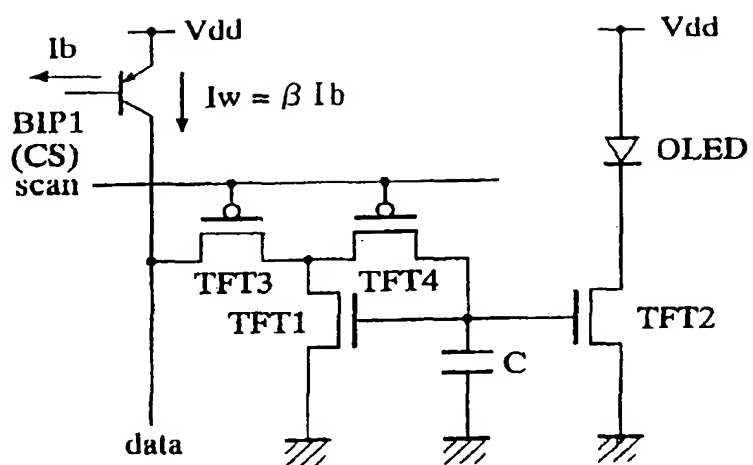 Vdd
Vdd
Ib
Iw = β Ib
BIP1
(CS)
OLED
scan
TFT3
TFT4
TFT1
TFT2
C
data